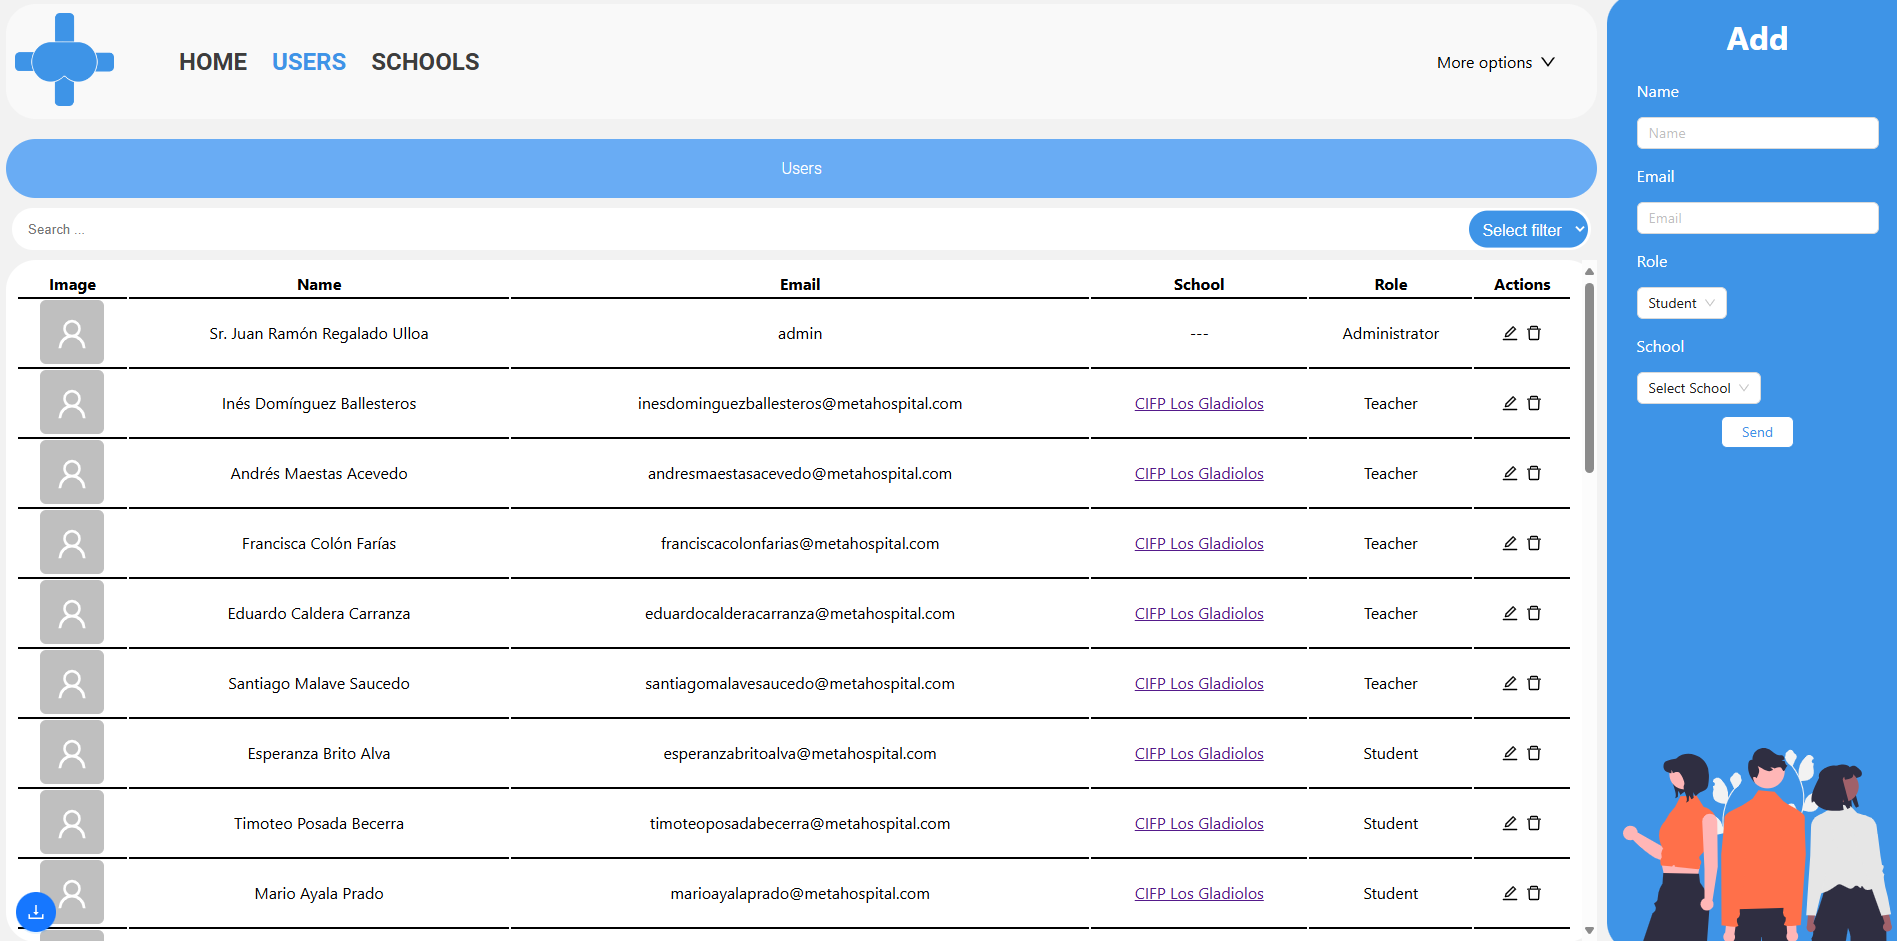 HOME USERS SCHOOLS More options
Users
Search ... Select filter
Image Name Email School Role Actions
Sr. Juan Ramón Regalado Ulloa admin --- Administrator
Inés Domínguez Ballesteros inesdominguezballesteros@metahospital.com CIFP Los Gladiolos Teacher
Andrés Maestas Acevedo andresmaestasacevedo@metahospital.com CIFP Los Gladiolos Teacher
Francisca Colón Farías franciscacolonfarias@metahospital.com CIFP Los Gladiolos Teacher
Eduardo Caldera Carranza eduardocalderacarranza@metahospital.com CIFP Los Gladiolos Teacher
Santiago Malave Saucedo santiagomalavesaucedo@metahospital.com CIFP Los Gladiolos Teacher
Esperanza Brito Alva esperanzabritoalva@metahospital.com CIFP Los Gladiolos Student
Timoteo Posada Becerra timoteoposadabecerra@metahospital.com CIFP Los Gladiolos Student
Mario Ayala Prado marioayalaprado@metahospital.com CIFP Los Gladiolos Student
Add
Name
Name
Email
Email
Role
Student
School
Select School
Send